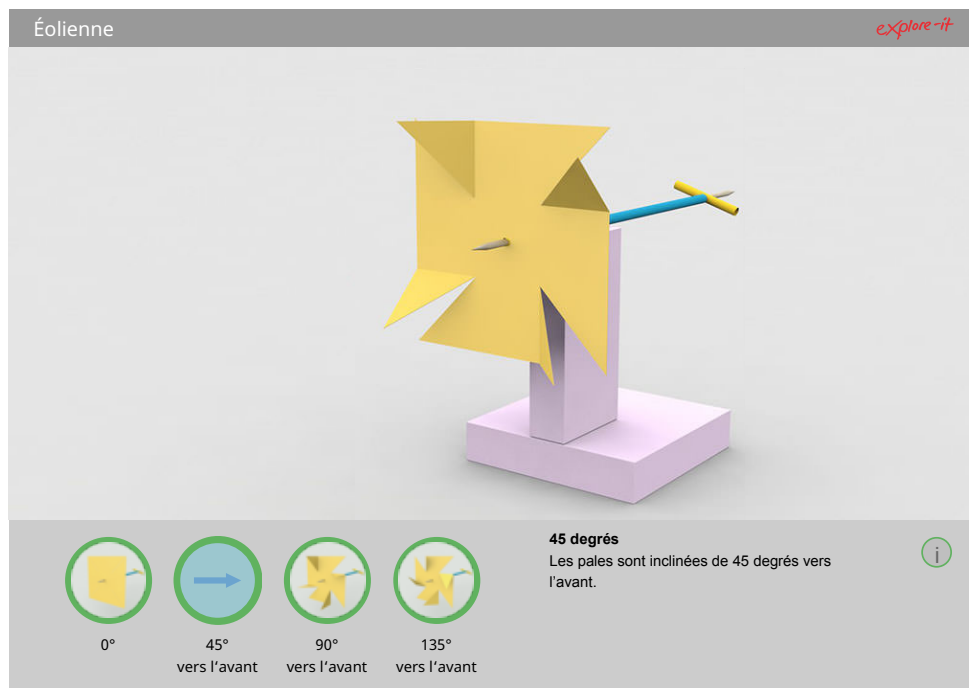 Éolienne
explore-it
45 degrés
Les pales sont inclinées de 45 degrés vers
l’avant.
i
0°
45°
vers l‘avant
90°
vers l‘avant
135°
vers l‘avant